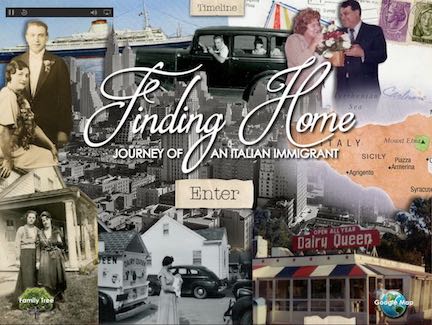 Timeline
Finding Home
JOURNEY OF AN ITALIAN IMMIGRANT
Enter
ITALY
Mount Etna
SICILY
Piazza
Armerina
Agrigento
Syracuse
OPEN ALL YEAR
Dairy Queen
Family Tree
Google Map